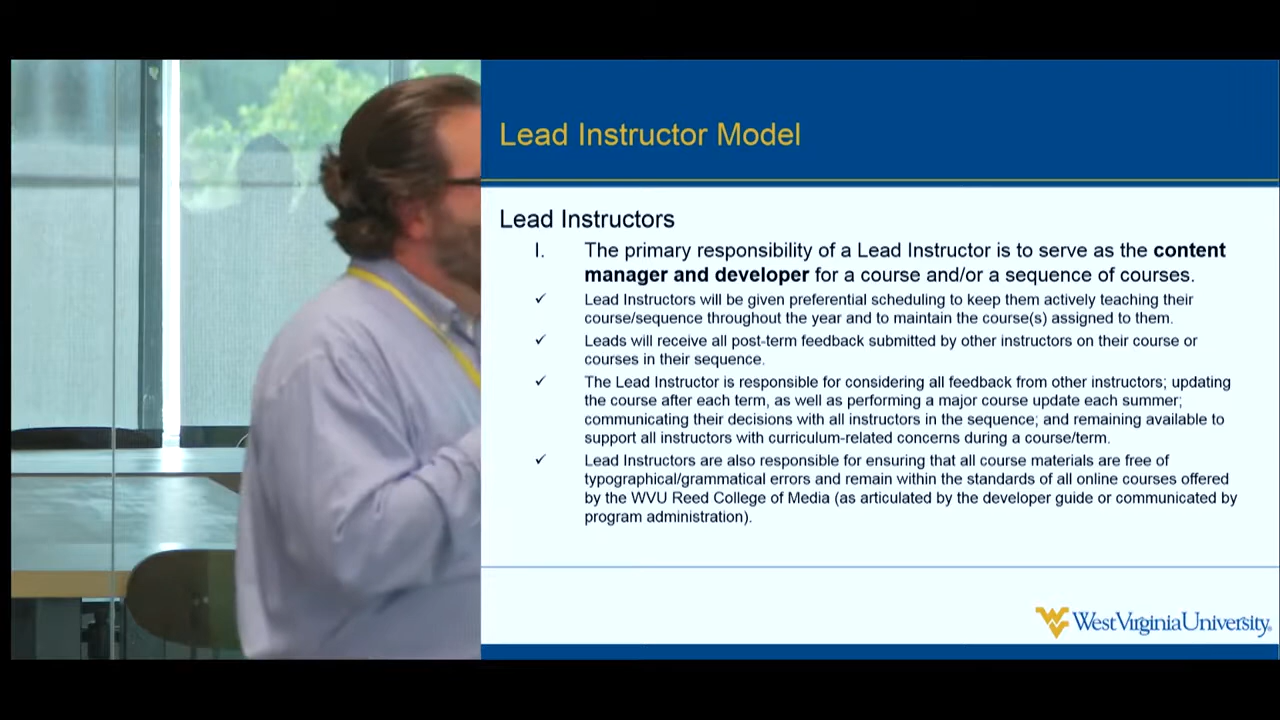 Lead Instructor Model
Lead Instructors
I. The primary responsibility of a Lead Instructor is to serve as the content
manager and developer for a course and/or a sequence of courses.
✓ Lead Instructors will be given preferential scheduling to keep them actively teaching their
course/sequence throughout the year and to maintain the course(s) assigned to them.
✓ Leads will receive all post-term feedback submitted by other instructors on their course or
courses in their sequence.
✓ The Lead Instructor is responsible for considering all feedback from other instructors; updating
the course after each term, as well as performing a major course update each summer;
communicating their decisions with all instructors in the sequence; and remaining available to
support all instructors with curriculum-related concerns during a course/term.
✓ Lead Instructors are also responsible for ensuring that all course materials are free of
typographical/grammatical errors and remain within the standards of all online courses offered
by the WVU Reed College of Media (as articulated by the developer guide or communicated by
program administration).
WestVirginiaUniversity.